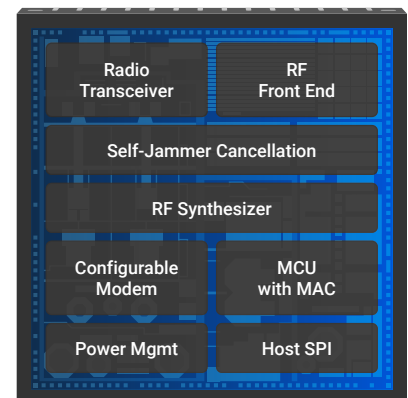 Radio
Transceiver
RF
Front End
Self-Jammer Cancellation
RF Synthesizer
Configurable
Modem
MCU
with MAC
Power Mgmt
Host SPI